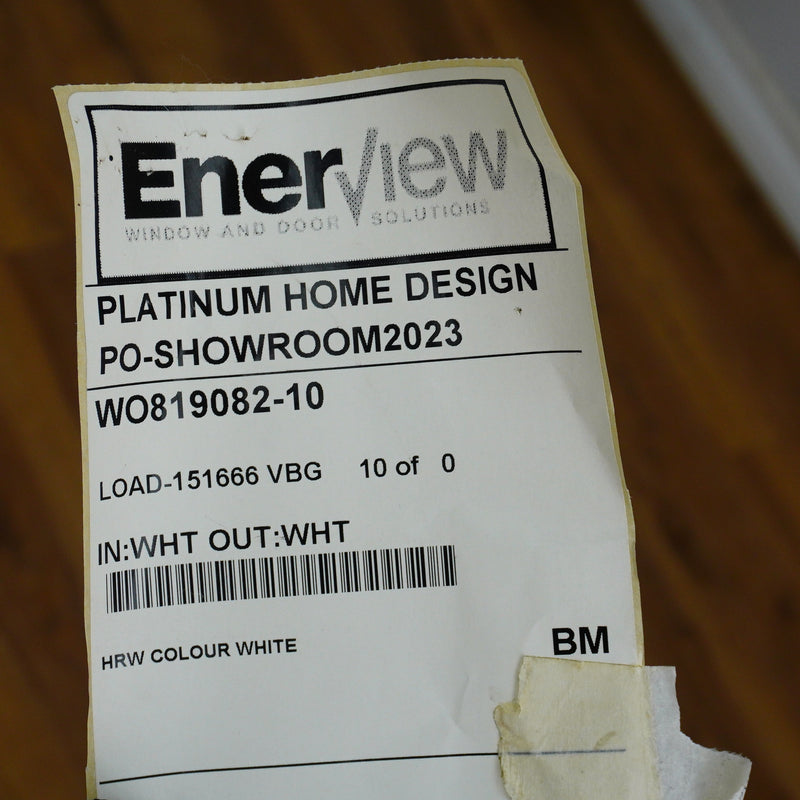 Enerview
WINDOW AND DOOR SOLUTIONS
PLATINUM HOME DESIGN
PO-SHOWROOM2023
WO819082-10
LOAD-151666 VBG 10 of 0
IN:WHT OUT:WHT
HRW COLOUR WHITE
BM